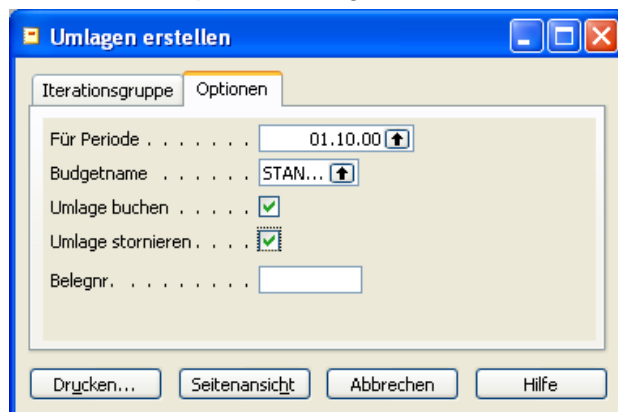 Umlagen erstellen
Iterationsgruppe Optionen
Für Periode . . . . . . . 01.10.00
Budgetname . . . . . . STAN...
Umlage buchen . . . . .
Umlage stornieren . . . .
Belegnr. . . . . . . . . .
Drucken... Seitenansicht Abbrechen Hilfe